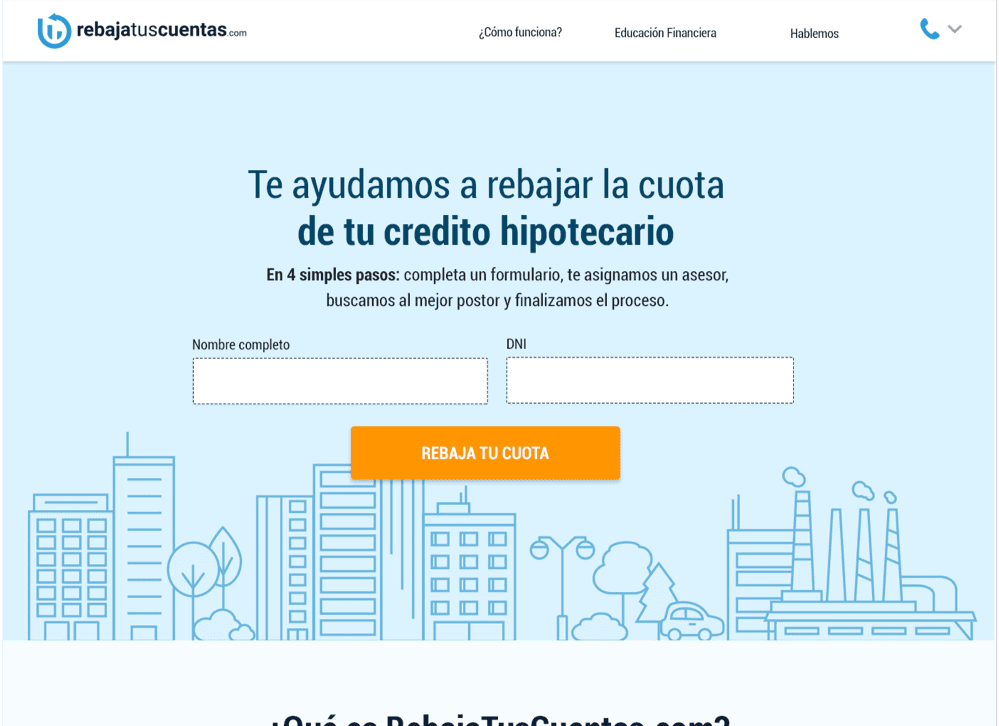 rebajatuscuentas.com
¿Cómo funciona?
Educación Financiera
Hablemos
Te ayudamos a rebajar la cuota
de tu credito hipotecario
En 4 simples pasos: completa un formulario, te asignamos un asesor,
buscamos al mejor postor y finalizamos el proceso.
Nombre completo
DNI
REBAJA TU CUOTA
¿Qué es RebajaTusCuentas.com?